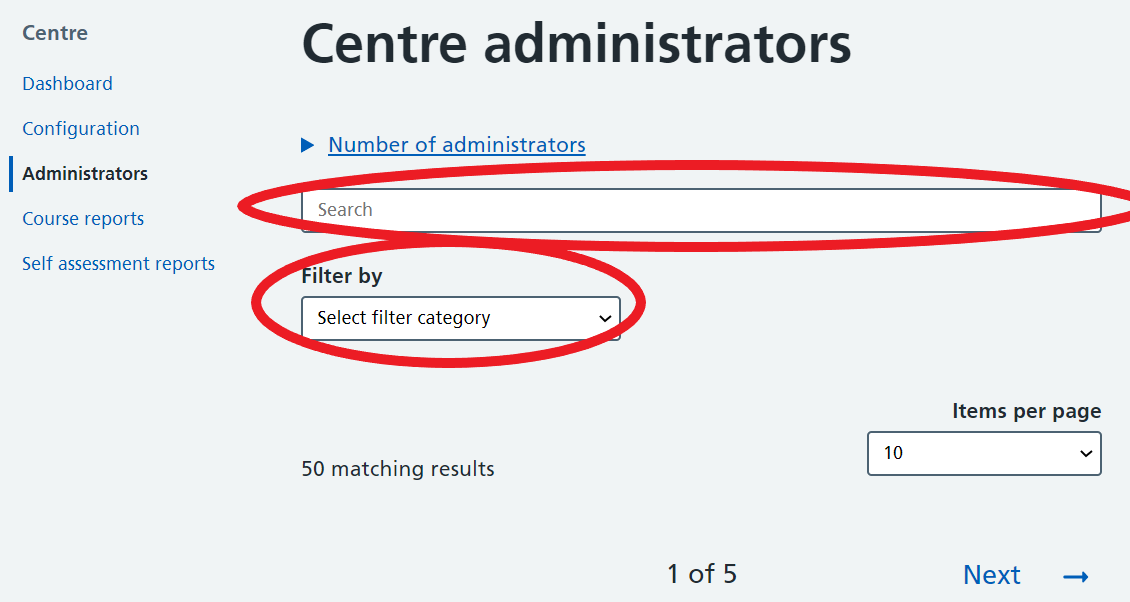 Centre
Dashboard
Configuration
Administrators
Course reports
Self assessment reports
Centre administrators
Number of administrators
Search
Filter by
Select filter category
Items per page
10
50 matching results
1 of 5
Next